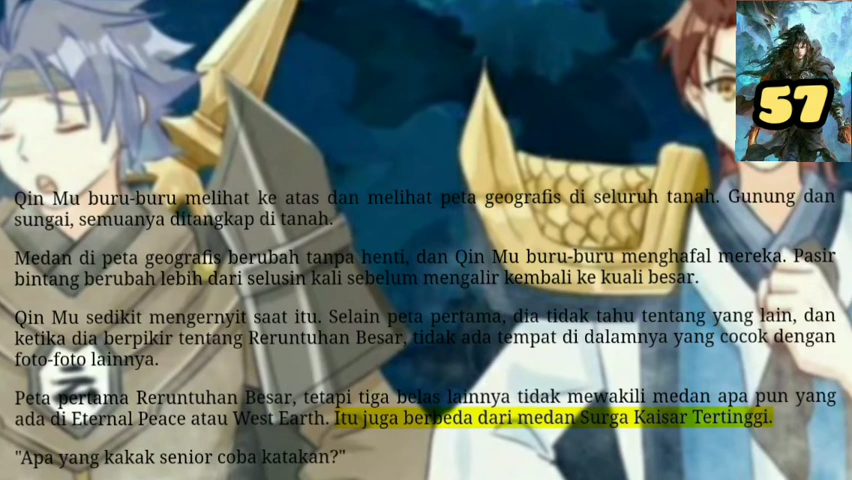 57
Qin Mu buru-buru melihat ke atas dan melihat peta geografis di seluruh tanah. Gunung dan
sungai, semuanya ditangkap di tanah.
Medan di peta geografis berubah tanpa henti, dan Qin Mu buru-buru menghafal mereka. Pasir
bintang berubah lebih dari selusin kali sebelum mengalir kembali ke kuali besar.
Qin Mu sedikit mengernyit saat itu. Selain peta pertama, dia tidak tahu tentang yang lain, dan
ketika dia berpikir tentang Reruntuhan Besar, tidak ada tempat di dalamnya yang cocok dengan
foto-foto lainnya.
Peta pertama Reruntuhan Besar, tetapi tiga belas lainnya tidak mewakili medan apa pun yang
ada di Eternal Peace atau West Earth. Itu juga berbeda dari medan Surga Kaisar Tertinggi.
"Apa yang kakak senior coba katakan?"